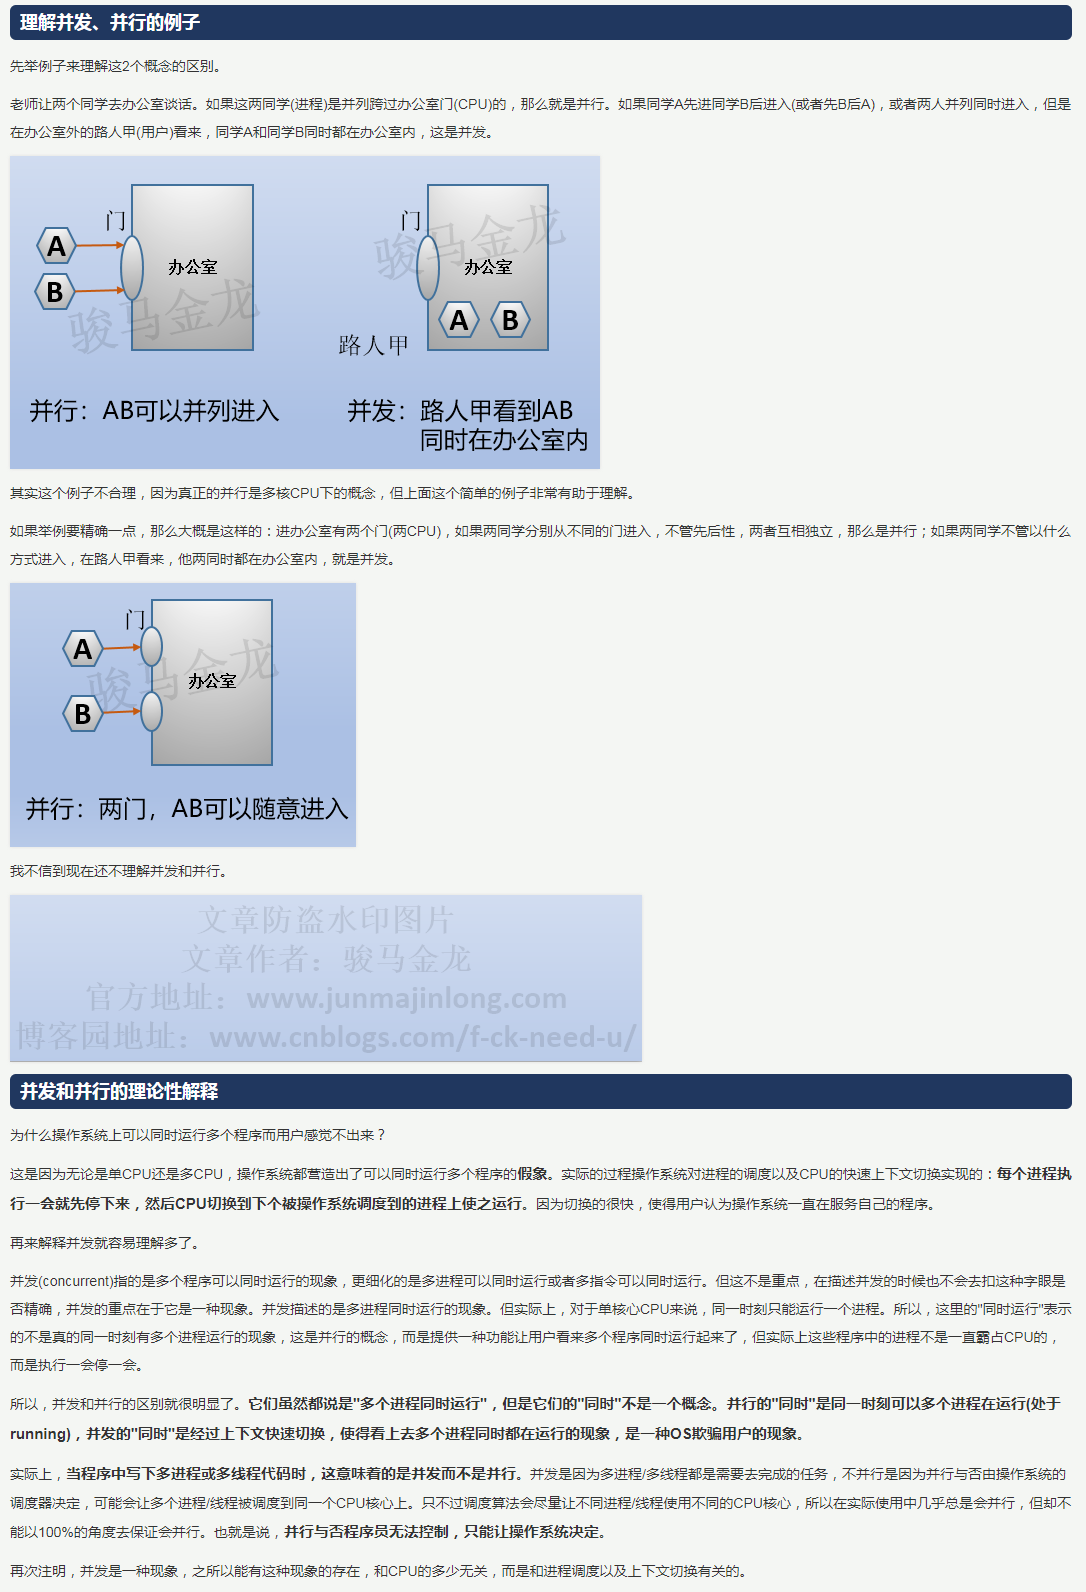 理解并发、并行的例子
先举例子来理解这2个概念的区别。
老师让两个同学去办公室谈话。如果这两同学(进程)是并列跨过办公室门(CPU)的，那么就是并行。如果同学A先进同学B后进入(或者先B后A)，或者两人并列同时进入，但是
在办公室外的路人甲(用户)看来，同学A和同学B同时都在办公室内，这是并发。
门
A
B
办公室
骏马金龙
并行：AB可以并列进入
门
骏马金龙
办公室
A B
路人甲
并发：路人甲看到AB
同时在办公室内
其实这个例子不合理，因为真正的并行是多核CPU下的概念，但上面这个简单的例子非常有助于理解。
如果举例要精确一点，那么大概是这样的：进办公室有两个门(两CPU)，如果两同学分别从不同的门进入，不管先后性，两者互相独立，那么是并行；如果两同学不管以什么
方式进入，在路人甲看来，他两同时都在办公室内，就是并发。
门
A
骏马金龙
办公室
B
并行：两门，AB可以随意进入
我不信到现在还不理解并发和并行。
文章防盗水印图片
文章作者：骏马金龙
官方地址：www.junmajinlong.com
博客园地址：www.cnblogs.com/f-ck-need-u/
并发和并行的理论性解释
为什么操作系统上可以同时运行多个程序而用户感觉不出来？
这是因为无论是单CPU还是多CPU，操作系统都营造出了可以同时运行多个程序的假象。实际的过程操作系统对进程的调度以及CPU的快速上下文切换实现的：每个进程执
行一会就先停下来，然后CPU切换到下个被操作系统调度到的进程上使之运行。因为切换的很快，使得用户认为操作系统一直在服务自己的程序。
再来解释并发就容易理解多了。
并发(concurrent)指的是多个程序可以同时运行的现象，更细化的是多进程可以同时运行或者多指令可以同时运行。但这不是重点，在描述并发的时候也不会去扣这种字眼是
否精确，并发的重点在于它是一种现象。并发描述的是多进程同时运行的现象。但实际上，对于单核心CPU来说，同一时刻只能运行一个进程。所以，这里的"同时运行"表示
的不是真的同一时刻有多个进程运行的现象，这是并行的概念，而是提供一种功能让用户看来多个程序同时运行起来了，但实际上这些程序中的进程不是一直霸占CPU的，
而是执行一会停一会。
所以，并发和并行的区别就很明显了。它们虽然都说是"多个进程同时运行"，但是它们的"同时"不是一个概念。并行的"同时"是同一时刻可以多个进程在运行(处于
running)，并发的"同时"是经过上下文快速切换，使得看上去多个进程同时都在运行的现象，是一种OS欺骗用户的现象。
实际上，当程序中写下多进程或多线程代码时，这意味着的是并发而不是并行。并发是因为多进程/多线程都是需要去完成的任务，不并行是因为并行与否由操作系统的
调度器决定，可能会让多个进程/线程被调度到同一个CPU核心上。只不过调度算法会尽量让不同进程/线程使用不同的CPU核心，所以在实际使用中几乎总是会并行，但却不
能以100%的角度去保证会并行。也就是说，并行与否程序员无法控制，只能让操作系统决定。
再次注明，并发是一种现象，之所以能有这种现象的存在，和CPU的多少无关，而是和进程调度以及上下文切换有关的。